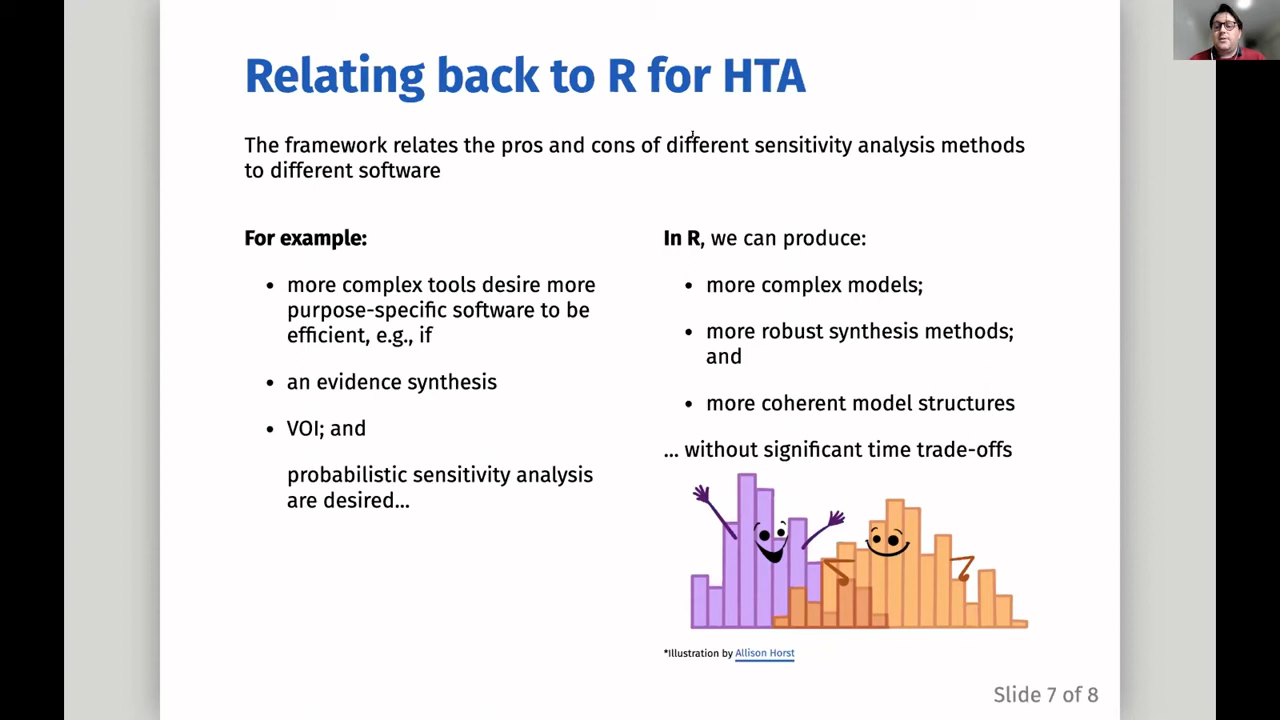 Relating back to R for HTA
The framework relates the pros and cons of different sensitivity analysis methods
to different software
For example:
• more complex tools desire more
purpose-specific software to be
efficient, e.g., if
• an evidence synthesis
• VOI; and
probabilistic sensitivity analysis
are desired...
In R, we can produce:
• more complex models;
• more robust synthesis methods;
and
• more coherent model structures
... without significant time trade-offs
*Illustration by Allison Horst
Slide 7 of 8